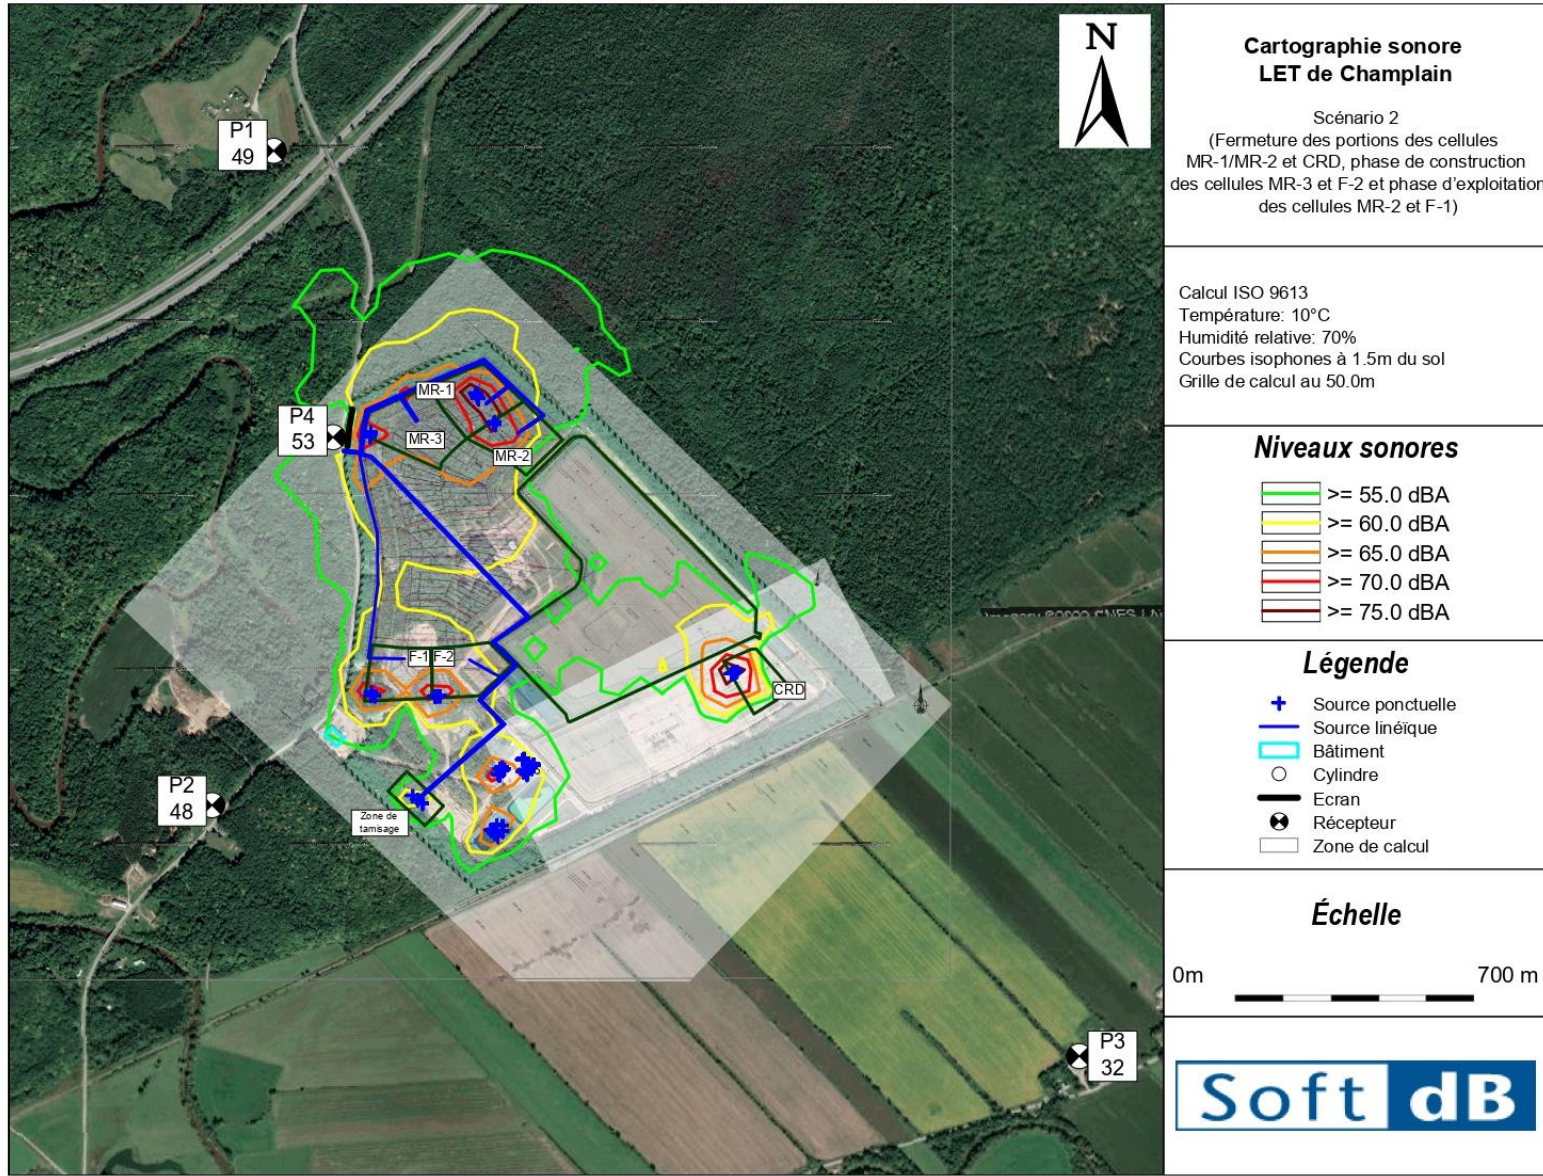 P1
49
P4
53
MR-1
MR-3
MR-2
F-1
F-2
CRD
P2
48
Zone de
tamisage
P3
32
N
Cartographie sonore
LET de Champlain
Scénario 2
(Fermeture des portions des cellules
MR-1/MR-2 et CRD, phase de construction
des cellules MR-3 et F-2 et phase d'exploitation
des cellules MR-2 et F-1)
Calcul ISO 9613
Température: 10°C
Humidité relative: 70%
Courbes isophones à 1.5m du sol
Grille de calcul au 50.0m
Niveaux sonores
>= 55.0 dBA
>= 60.0 dBA
>= 65.0 dBA
>= 70.0 dBA
>= 75.0 dBA
Légende
Source ponctuelle
Source linéïque
Bâtiment
Cylindre
Ecran
Récepteur
Zone de calcul
Échelle
0m 700 m
Soft dB